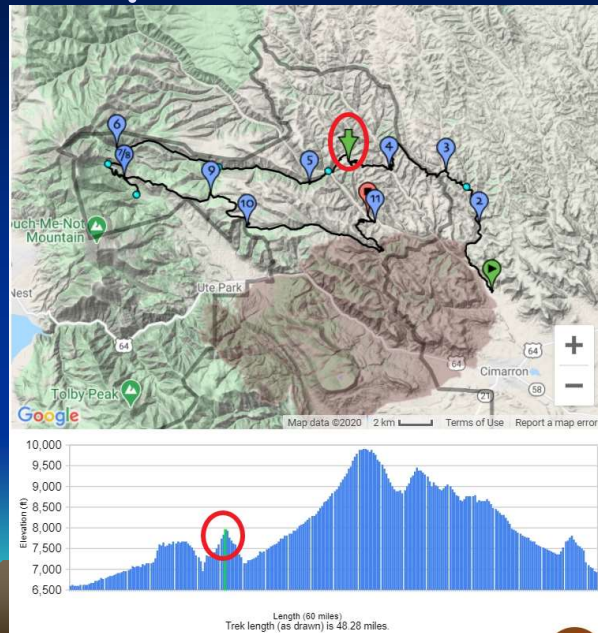 6
7/8
9
10
5
4
3
2
11
ouch-Me-Not
Mountain
Nest
Ute Park
64
64
64
Cimarron
21
58
Tolby Peak
+
−
Google
Map data ©2020
2 km
Terms of Use
Report a map error
10,000
9,500
9,000
8,500
8,000
7,500
7,000
6,500
Elevation (ft)
Length (60 miles)
Trek length (as drawn) is 48.28 miles.